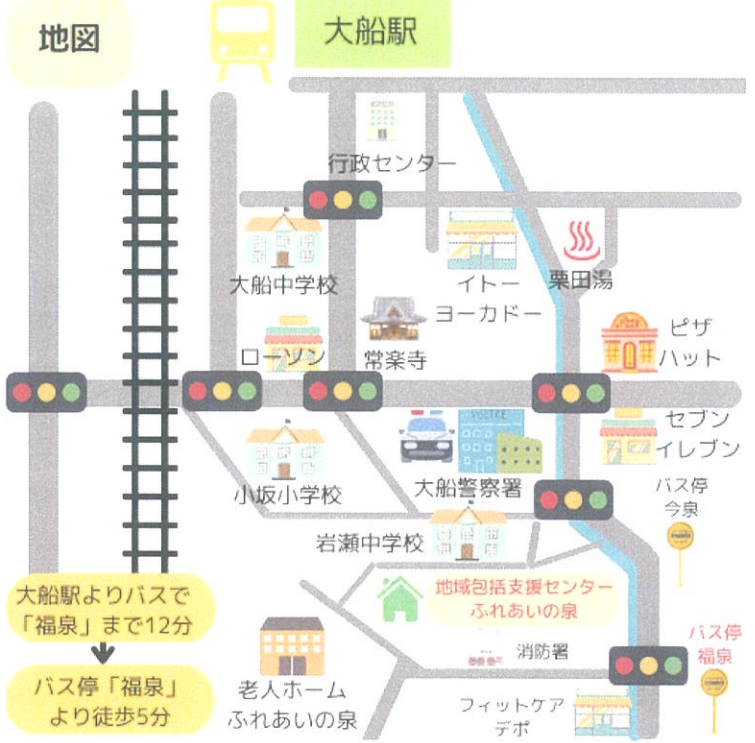 地図
大船駅
行政センター
大船中学校
イトー
ヨーカドー
栗田湯
ローソン
常楽寺
ピザ
ハット
セブン
イレブン
小坂小学校
POLICE
大船警察署
バス停
今泉
岩瀬中学校
大船駅よりバスで
「福泉」まで12分
バス停「福泉」
より徒歩5分
地域包括支援センター
ふれあいの泉
老人ホーム
ふれあいの泉
消防署
バス停
福泉
フィットケア
デポ